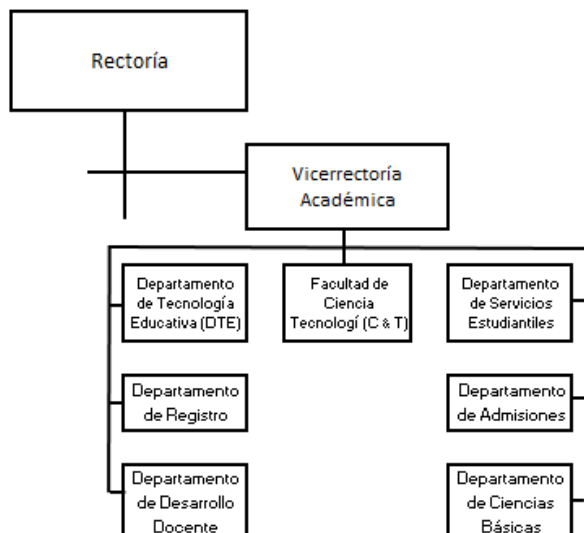 Rectoría
Vicerrectoría
Académica
Departamento
de Tecnología
Educativa (DTE)
Facultad de
Ciencia
Tecnologí (C & T)
Departamento
de Servicios
Estudiantiles
Departamento
de Registro
Departamento
de Admisiones
Departamento
de Desarrollo
Docente
Departamento
de Ciencias
Básicas